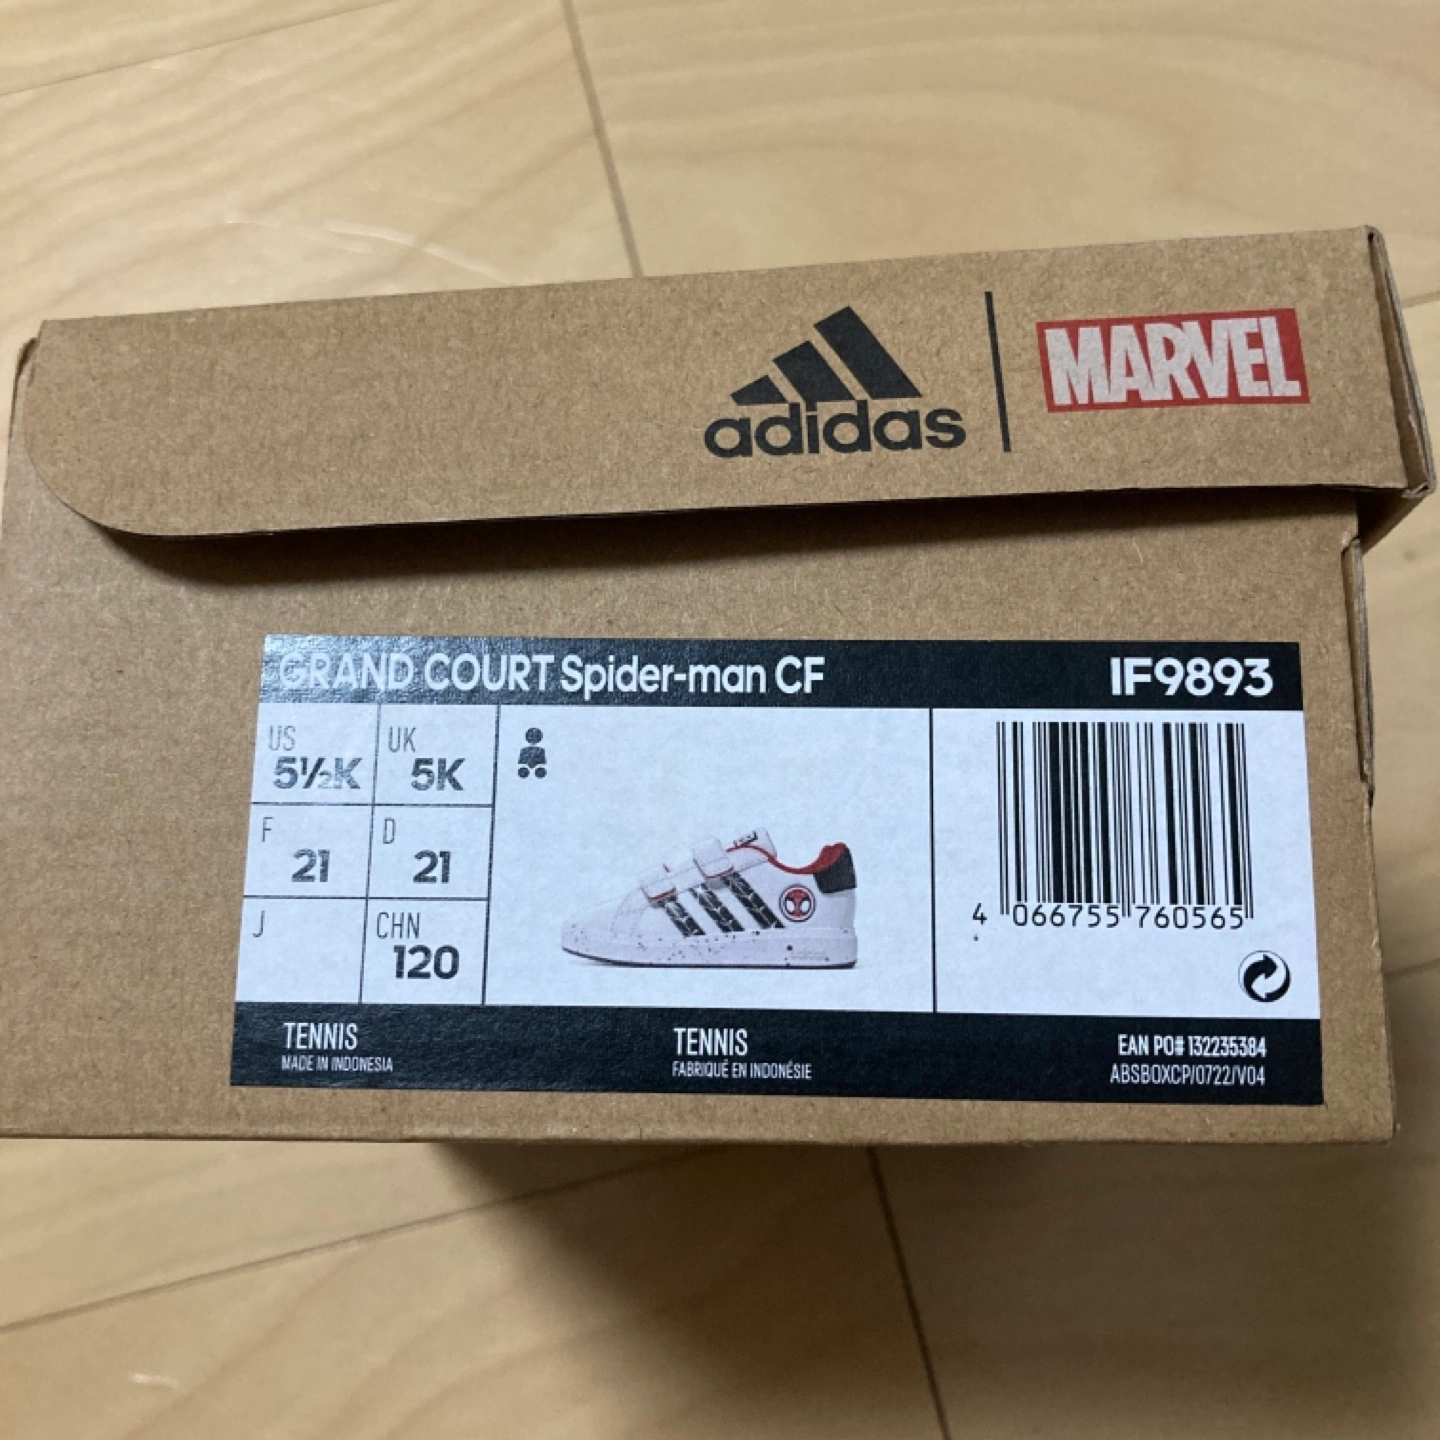 adidas
MARVEL
GRAND COURT Spider-man CF
IF9893
US
5½K
UK
5K
F
21
D
21
J
CHN
120
4 066755 760565
TENNIS
MADE IN INDONESIA
TENNIS
FABRIQUÉ EN INDONÉSIE
EAN PO# 132235384
ABSBOXCP/0722/V04